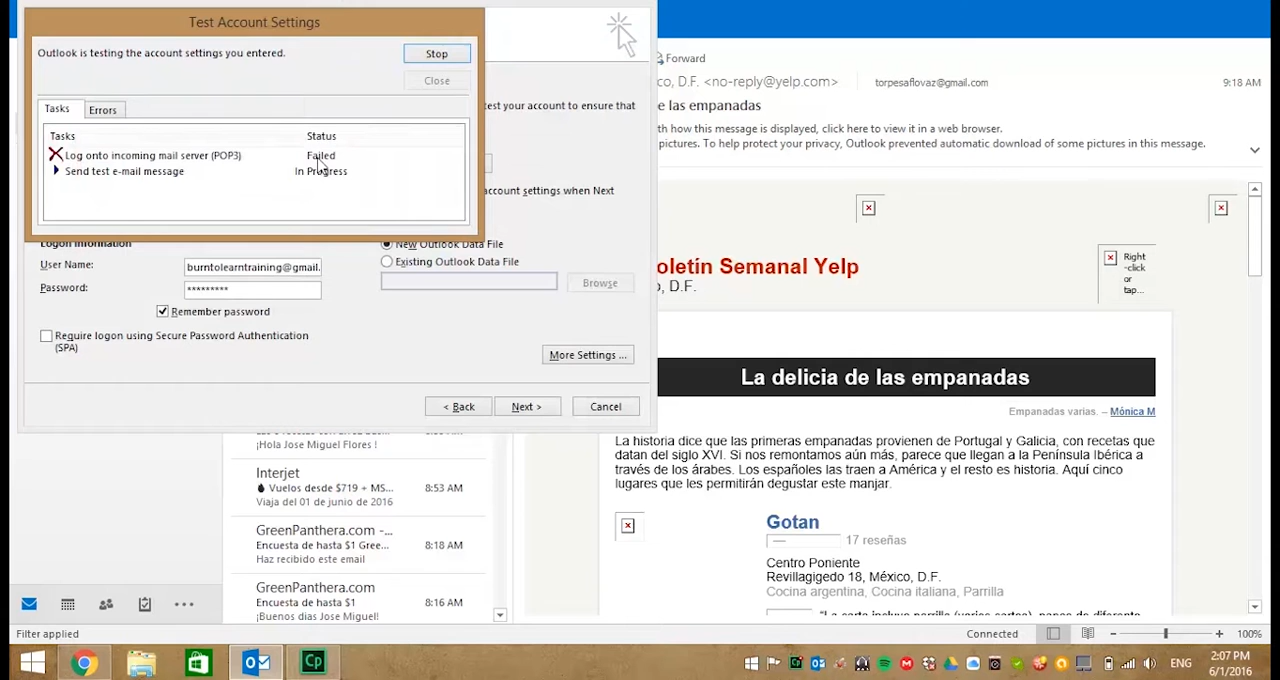 Test Account Settings
Outlook is testing the account settings you entered.
Stop
Close
Tasks
Errors
Tasks
Status
Log onto incoming mail server (POP3)
Failed
Send test e-mail message
In Progress
test your account to ensure that
account settings when Next
Logon Information
User Name:
burntolearntraining@gmail.
Password:
*********
Remember password
Require logon using Secure Password Authentication
(SPA)
New Outlook Data File
Existing Outlook Data File
Browse
More Settings ...
< Back
Next >
Cancel
¡Hola Jose Miguel Flores !
Interjet
Vuelos desde $719 + MS...
8:53 AM
Viaja del 01 de junio de 2016
GreenPanthera.com -...
Encuesta de hasta $1 Gree...
8:18 AM
Haz recibido este email
GreenPanthera.com
Encuesta de hasta $1
8:16 AM
¡Buenos dias Jose Miguel!
Forward
co, D.F. <no-reply@yelp.com>
torpesaflovaz@gmail.com
9:18 AM
e las empanadas
th how this message is displayed, click here to view it in a web browser.
pictures. To help protect your privacy, Outlook prevented automatic download of some pictures in this message.
Right
-click
or
tap...
oletín Semanal Yelp
o, D.F.
La delicia de las empanadas
Empanadas varias. – Mónica M
La historia dice que las primeras empanadas provienen de Portugal y Galicia, con recetas que
datan del siglo XVI. Si nos remontamos aún más, parece que llegan a la Península Ibérica a
través de los árabes. Los españoles las traen a América y el resto es historia. Aquí cinco
lugares que les permitirán degustar este manjar.
Gotan
17 reseñas
Centro Poniente
Revillagigedo 18, México, D.F.
Cocina argentina, Cocina italiana, Parrilla
Filter applied
Connected
100%
Cp
ENG
2:07 PM
6/1/2016